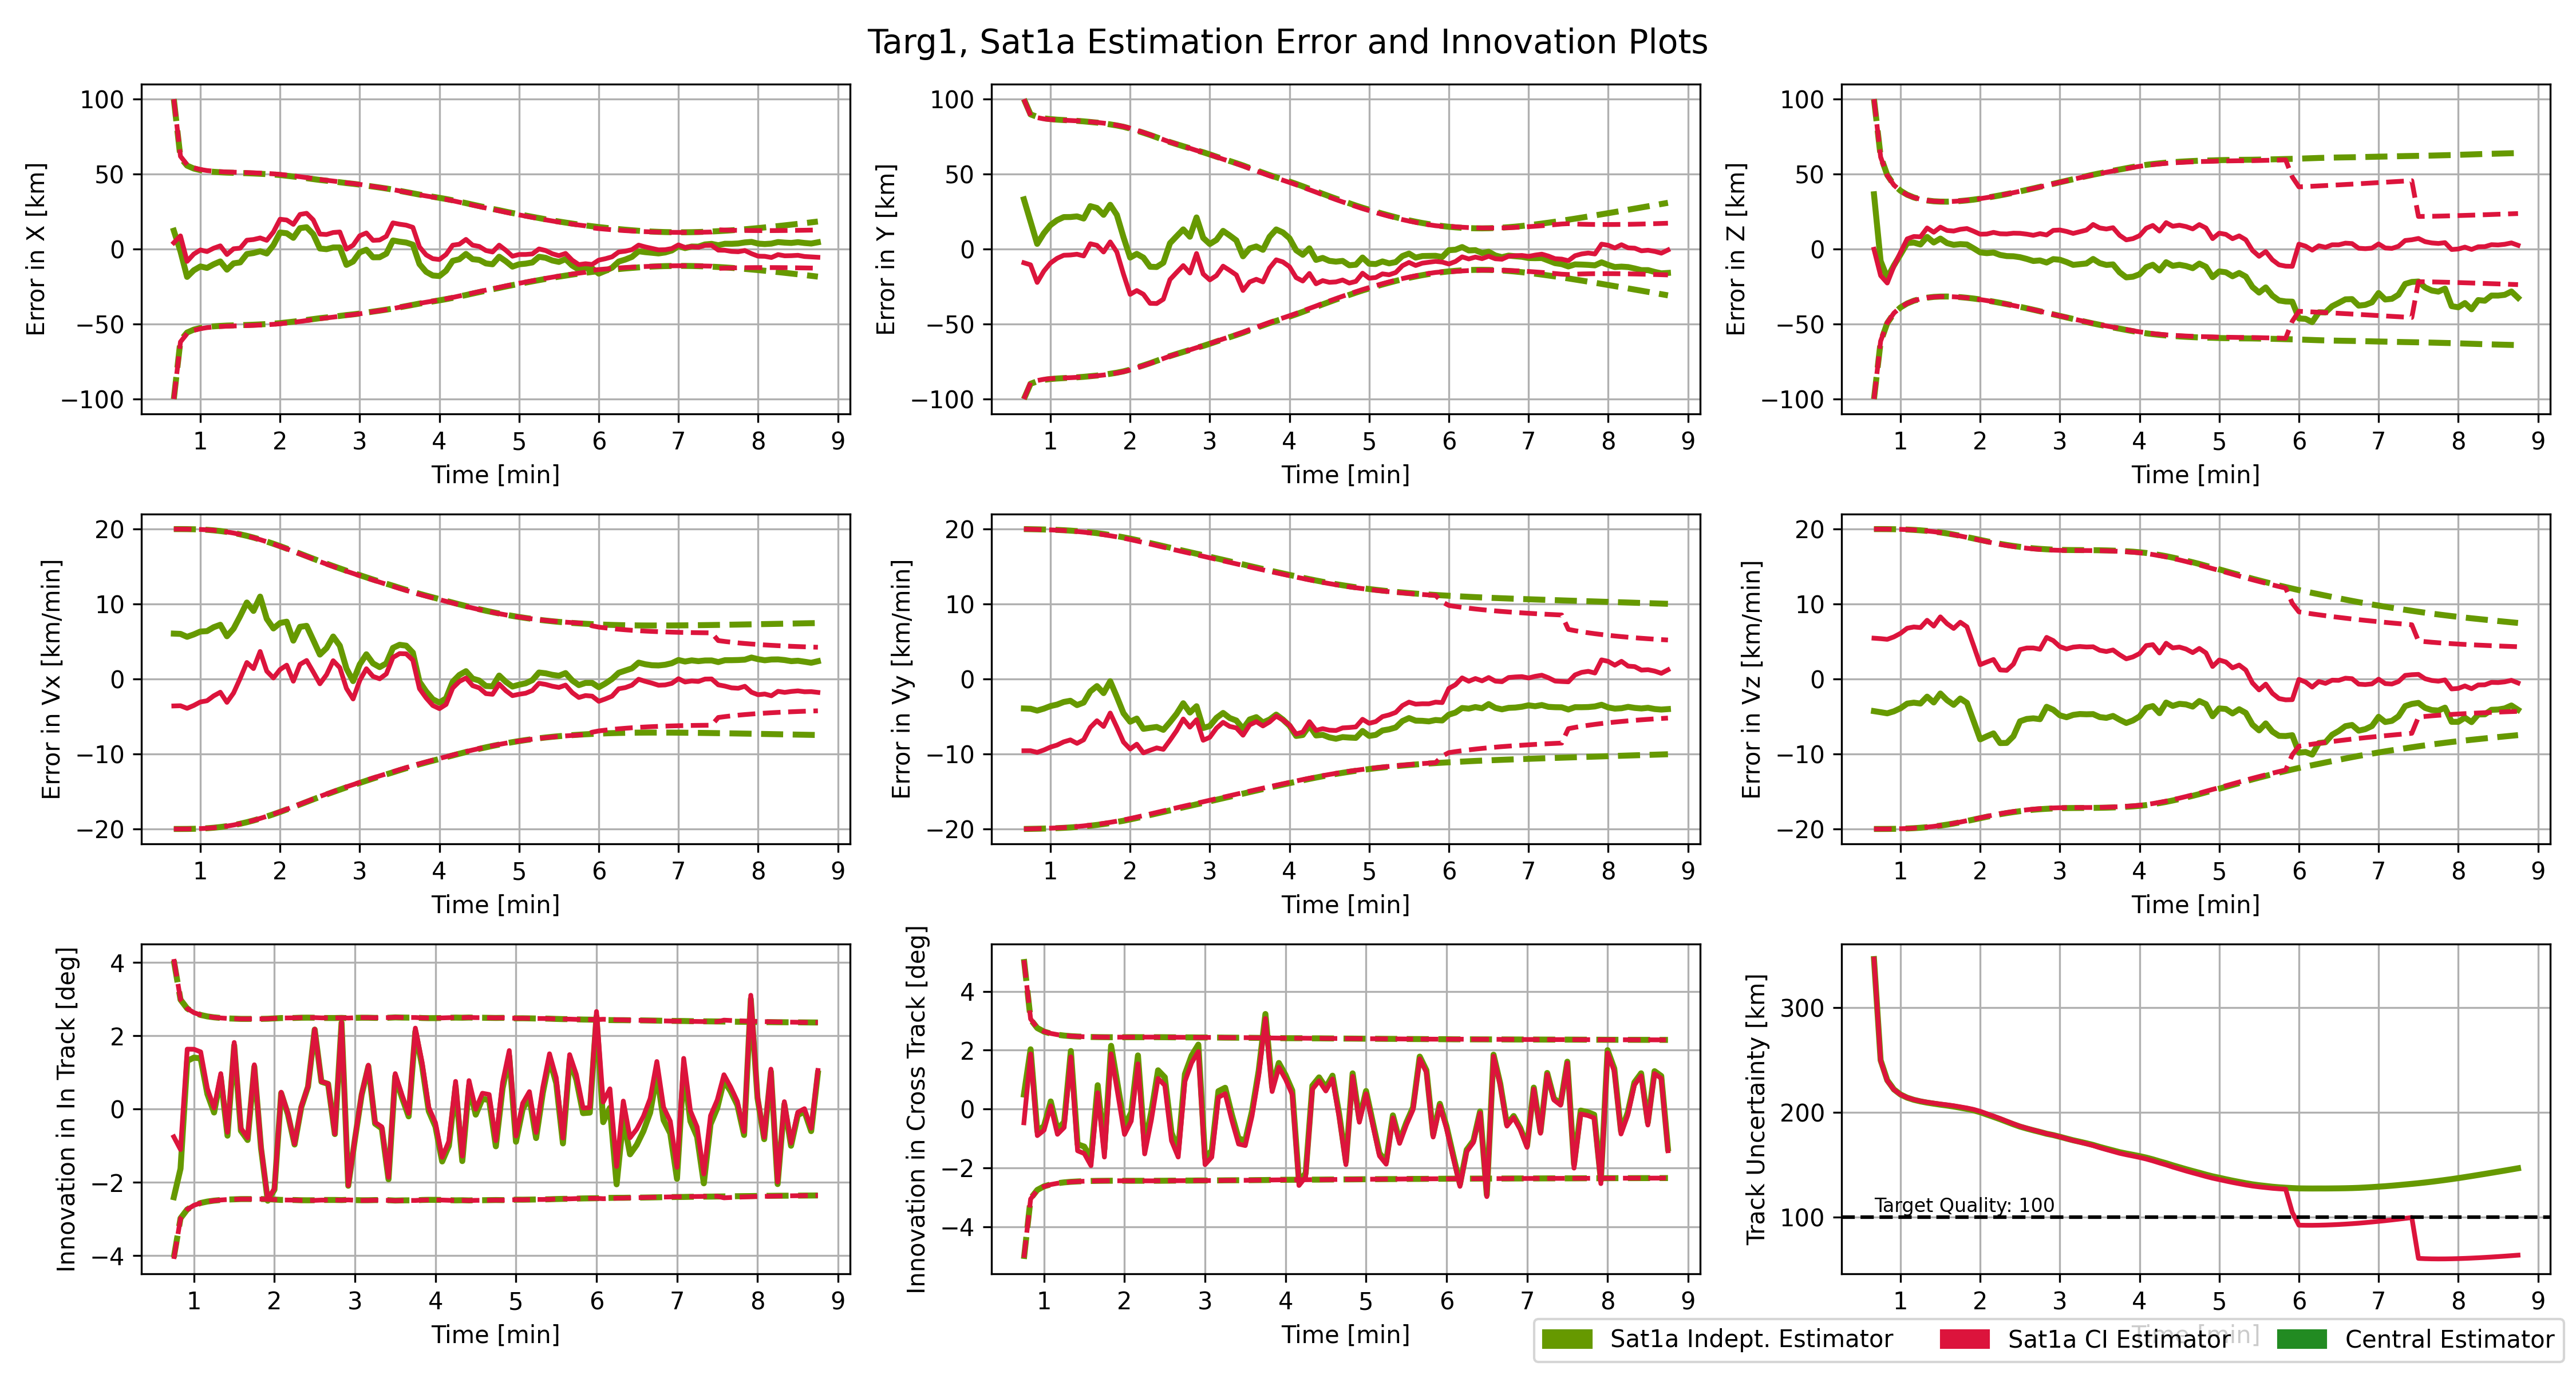 Targ1, Sat1a Estimation Error and Innovation Plots
Error in X [km]
100
50
0
−50
−100
1 2 3 4 5 6 7 8 9
Time [min]
Error in Y [km]
100
50
0
−50
−100
1 2 3 4 5 6 7 8 9
Time [min]
Error in Z [km]
100
50
0
−50
−100
1 2 3 4 5 6 7 8 9
Time [min]
Error in Vx [km/min]
20
10
0
−10
−20
1 2 3 4 5 6 7 8 9
Time [min]
Error in Vy [km/min]
20
10
0
−10
−20
1 2 3 4 5 6 7 8 9
Time [min]
Error in Vz [km/min]
20
10
0
−10
−20
1 2 3 4 5 6 7 8 9
Time [min]
Innovation in In Track [deg]
4
2
0
−2
−4
1 2 3 4 5 6 7 8 9
Time [min]
Innovation in Cross Track [deg]
4
2
0
−2
−4
1 2 3 4 5 6 7 8 9
Time [min]
Track Uncertainty [km]
300
200
100
Target Quality: 100
1 2 3 4 5 6 7 8 9
Time [min]
Sat1a Indept. Estimator Sat1a CI Estimator Central Estimator